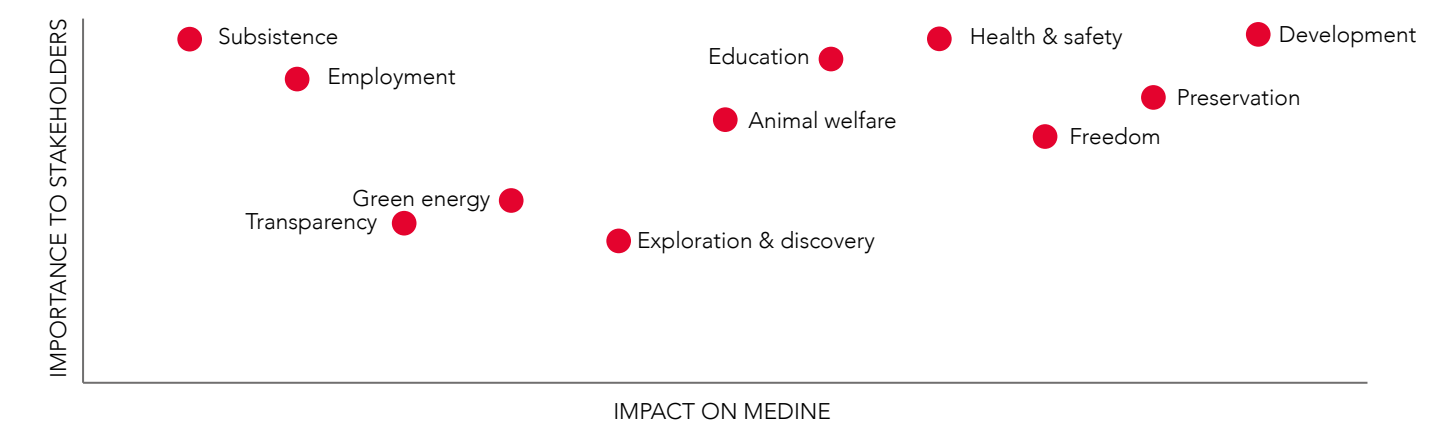 IMPORTANCE TO STAKEHOLDERS
Subsistence
Employment
Education
Health & safety
Development
Animal welfare
Preservation
Freedom
Green energy
Transparency
Exploration & discovery
IMPACT ON MEDINE